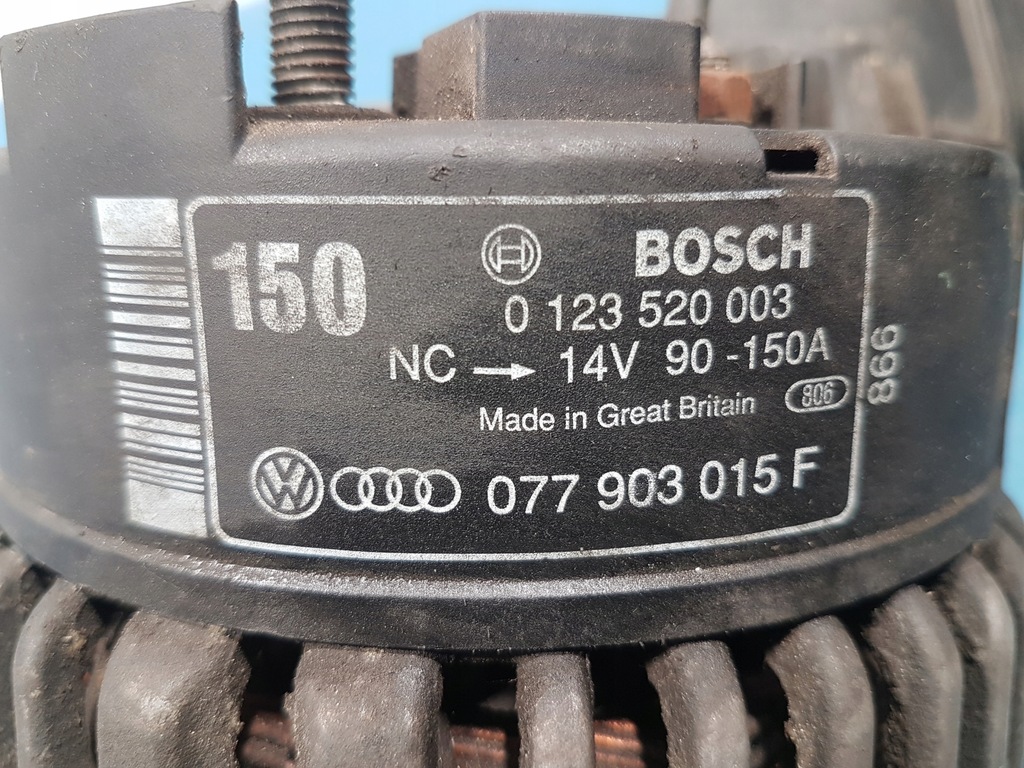 150
BOSCH
0 123 520 003
NC → 14V 90 -150A
Made in Great Britain 806
VW 077 903 015 F
866